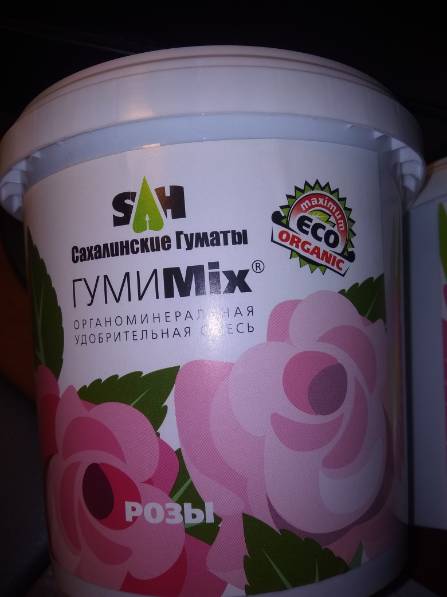 SAH
Сахалинские Гуматы
ГУМИMix®
ОРГАНОМИНЕРАЛЬНАЯ
УДОБРИТЕЛЬНАЯ СМЕСЬ
maximum
ECO
ORGANIC
РОЗЫ